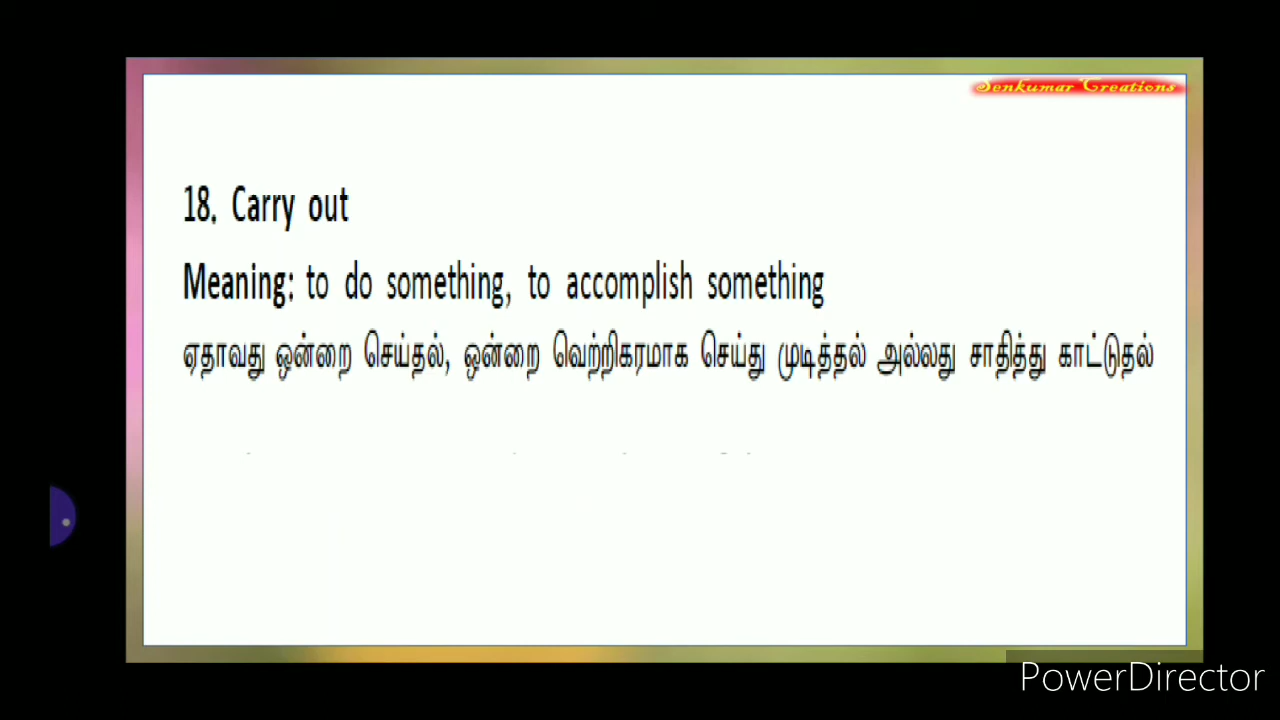 Senkumar Creations
18. Carry out
Meaning: to do something, to accomplish something
ஏதாவது ஒன்றை செய்தல், ஒன்றை வெற்றிகரமாக செய்து முடித்தல் அல்லது சாதித்து காட்டுதல்
PowerDirector